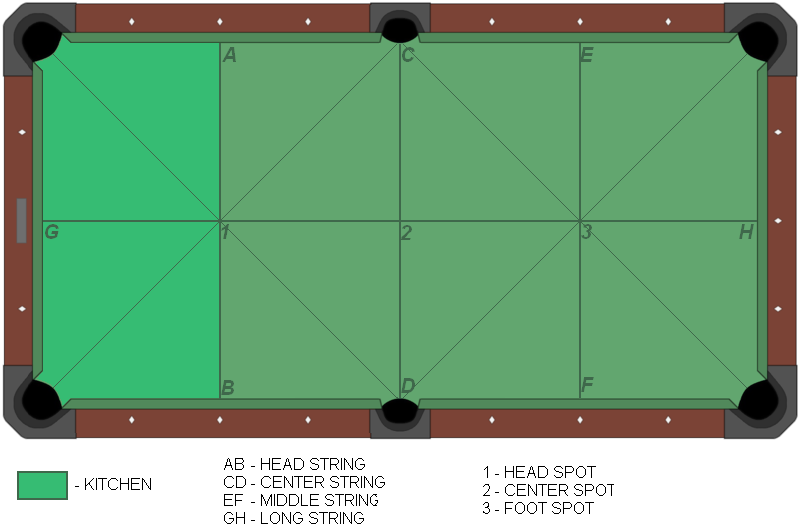 A
C
E
G
1
2
3
H
B
D
F
- KITCHEN
AB - HEAD STRING
CD - CENTER STRING
EF - MIDDLE STRING
GH - LONG STRING
1 - HEAD SPOT
2 - CENTER SPOT
3 - FOOT SPOT